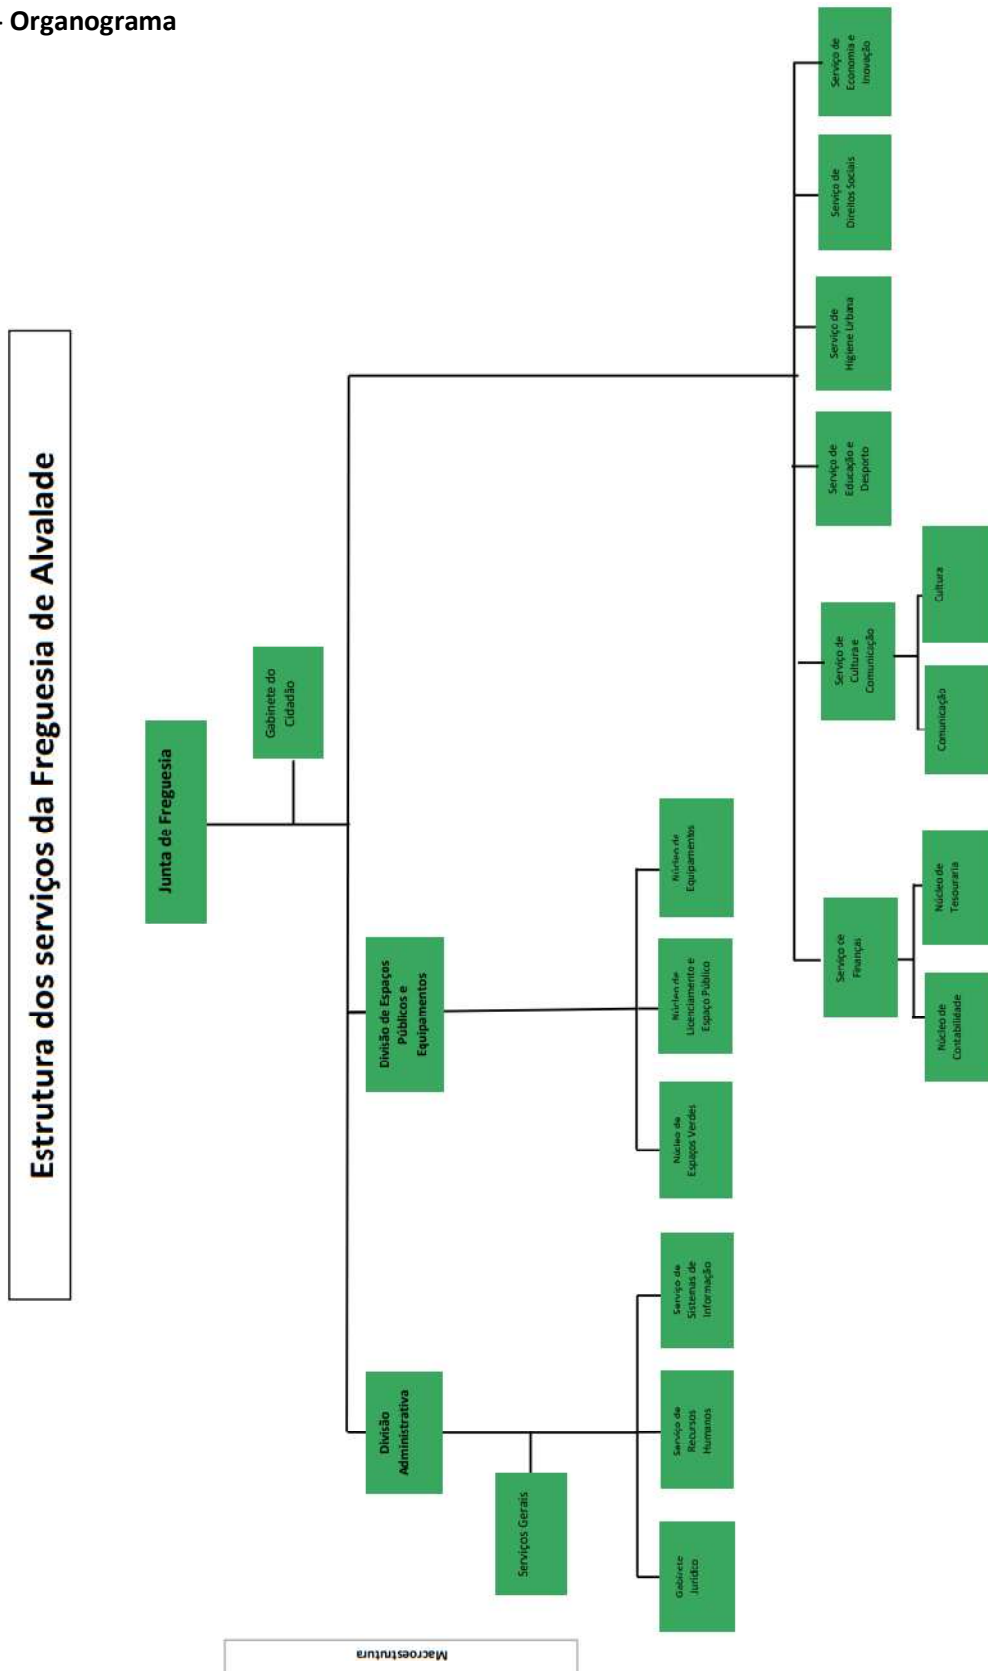 - Organograma
Estrutura dos serviços da Freguesia de Alvalade
Junta de Freguesia
Gabinete do
Cidadão
Divisão
Administrativa
Divisão de Espaços
Públicos e
Equipamentos
Serviços Gerais
Gabinete
Jurídico
Serviço de
Recursos
Humanos
Serviço de
Sistemas de
Informação
Núcleo de
Espaços Verdes
Núcleo de
Licenciamento e
Espaço Público
Núcleo de
Equipamentos
Serviço de
Finanças
Serviço de
Cultura e
Comunicação
Serviço de
Educação e
Desporto
Serviço de
Higiene Urbana
Serviço de
Direitos Sociais
Serviço de
Economia e
Inovação
Núcleo de
Contabilidade
Núcleo de
Tesouraria
Comunicação
Cultura
Macroestrutura